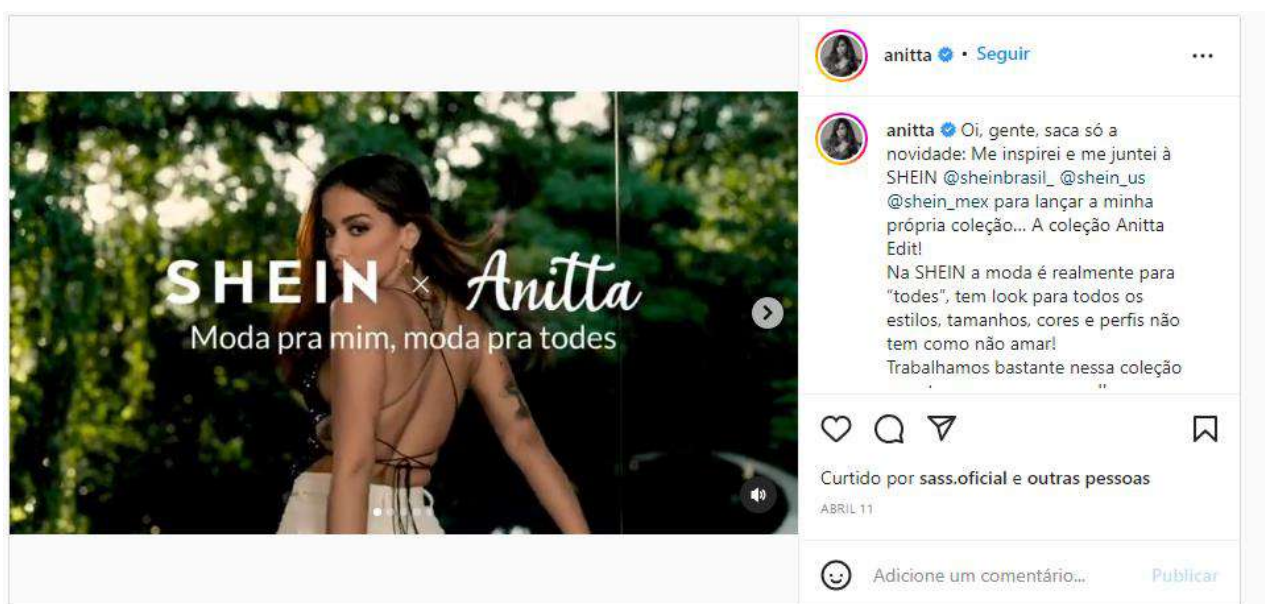 SHEIN × Anitta
Moda pra mim, moda pra todes
anitta • Seguir
anitta Oi, gente, saca só a
novidade: Me inspirei e me juntei à
SHEIN @sheinbrasil_ @shein_us
@shein_mex para lançar a minha
própria coleção... A coleção Anitta
Edit!
Na SHEIN a moda é realmente para
“todes”, tem look para todos os
estilos, tamanhos, cores e perfis não
tem como não amar!
Trabalhamos bastante nessa coleção
Curtido por sass.oficial e outras pessoas
ABRIL 11
Adicione um comentário... Publicar